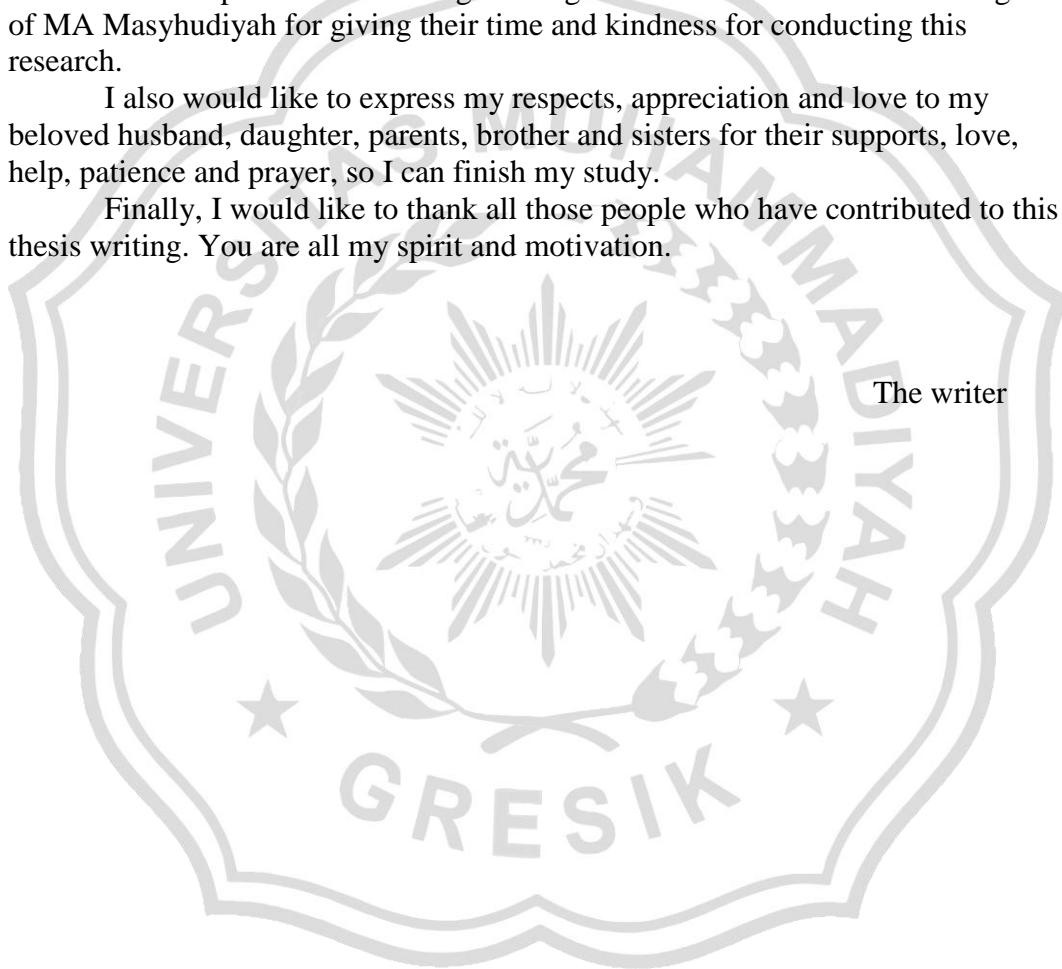 of MA Masyhudiyah for giving their time and kindness for conducting this
research.
I also would like to express my respects, appreciation and love to my
beloved husband, daughter, parents, brother and sisters for their supports, love,
help, patience and prayer, so I can finish my study.
Finally, I would like to thank all those people who have contributed to this
thesis writing. You are all my spirit and motivation.
The writer
UNIVERSITAS MUHAMMADIYAH
محمدية
GRESIK